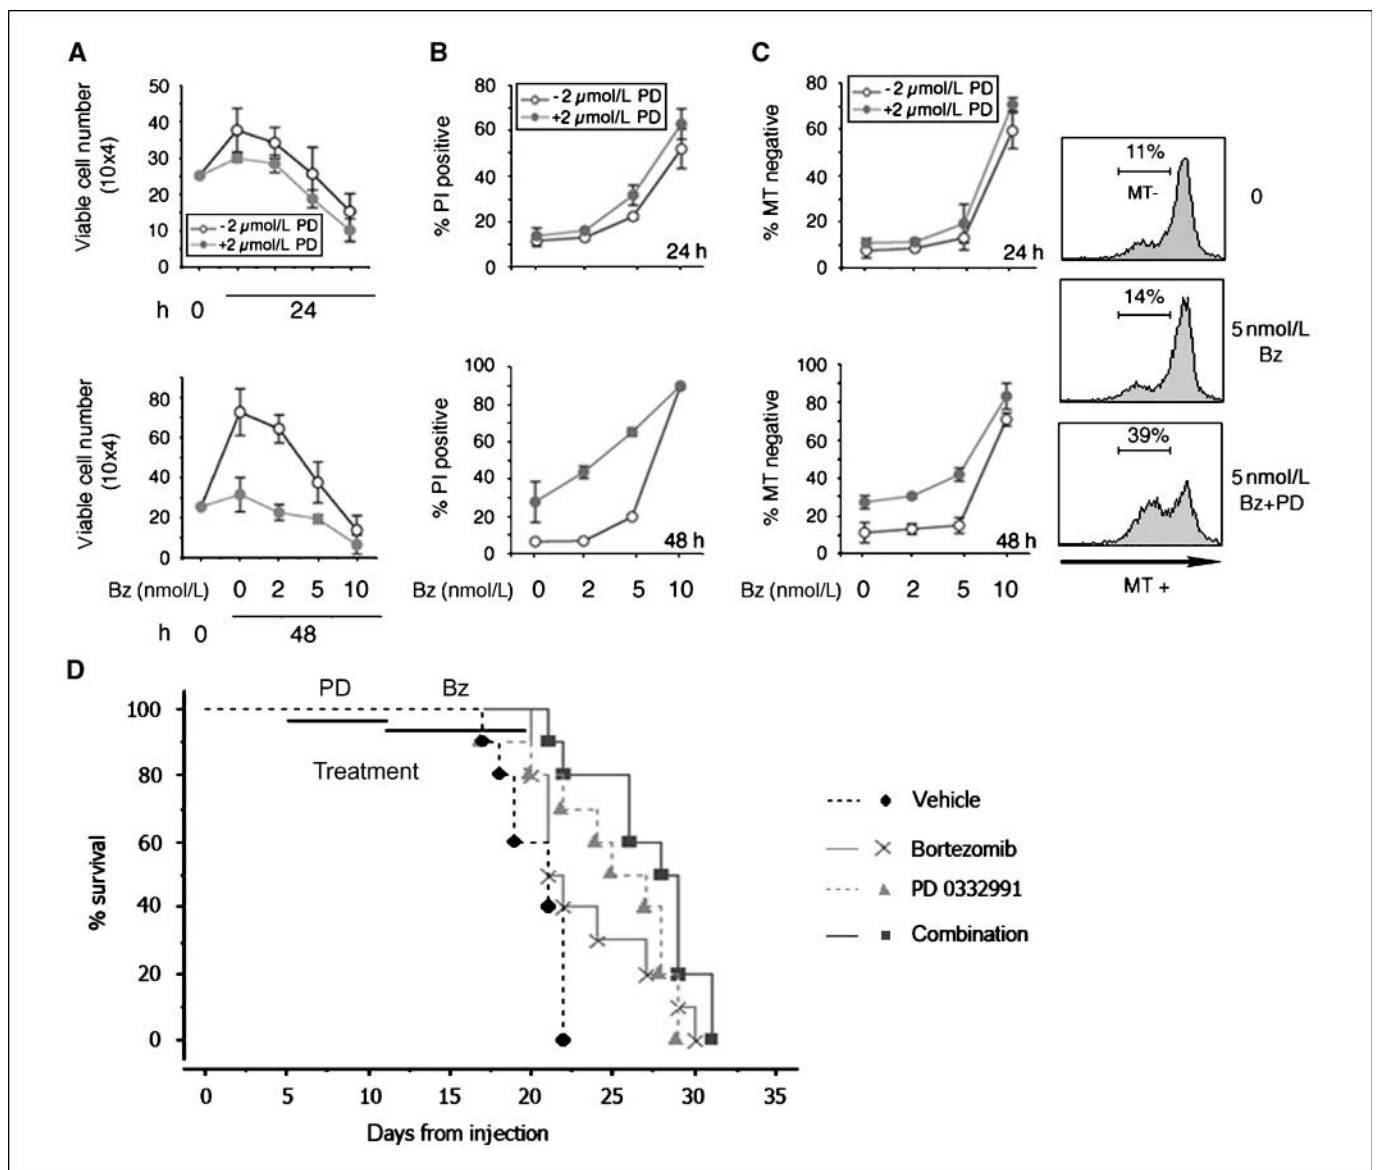 A
B
C
Viable cell number
(10x4)
50
40
30
20
10
0
-2 µmol/L PD
+2 µmol/L PD
h 0 24
% PI positive
80
60
40
20
0
-2 µmol/L PD
+2 µmol/L PD
24 h
% MT negative
80
60
40
20
0
-2 µmol/L PD
+2 µmol/L PD
24 h
11%
MT-
0
14%
5 nmol/L
Bz
39%
5 nmol/L
Bz+PD
MT +
Viable cell number
(10x4)
80
60
40
20
0
Bz (nmol/L) 0 2 5 10
h 0 48
% PI positive
100
80
60
40
20
0
48 h
Bz (nmol/L) 0 2 5 10
% MT negative
100
80
60
40
20
0
48 h
Bz (nmol/L) 0 2 5 10
D
PD Bz
Treatment
% survival
100
80
60
40
20
0
0 5 10 15 20 25 30 35
Days from injection
Vehicle
Bortezomib
PD 0332991
Combination